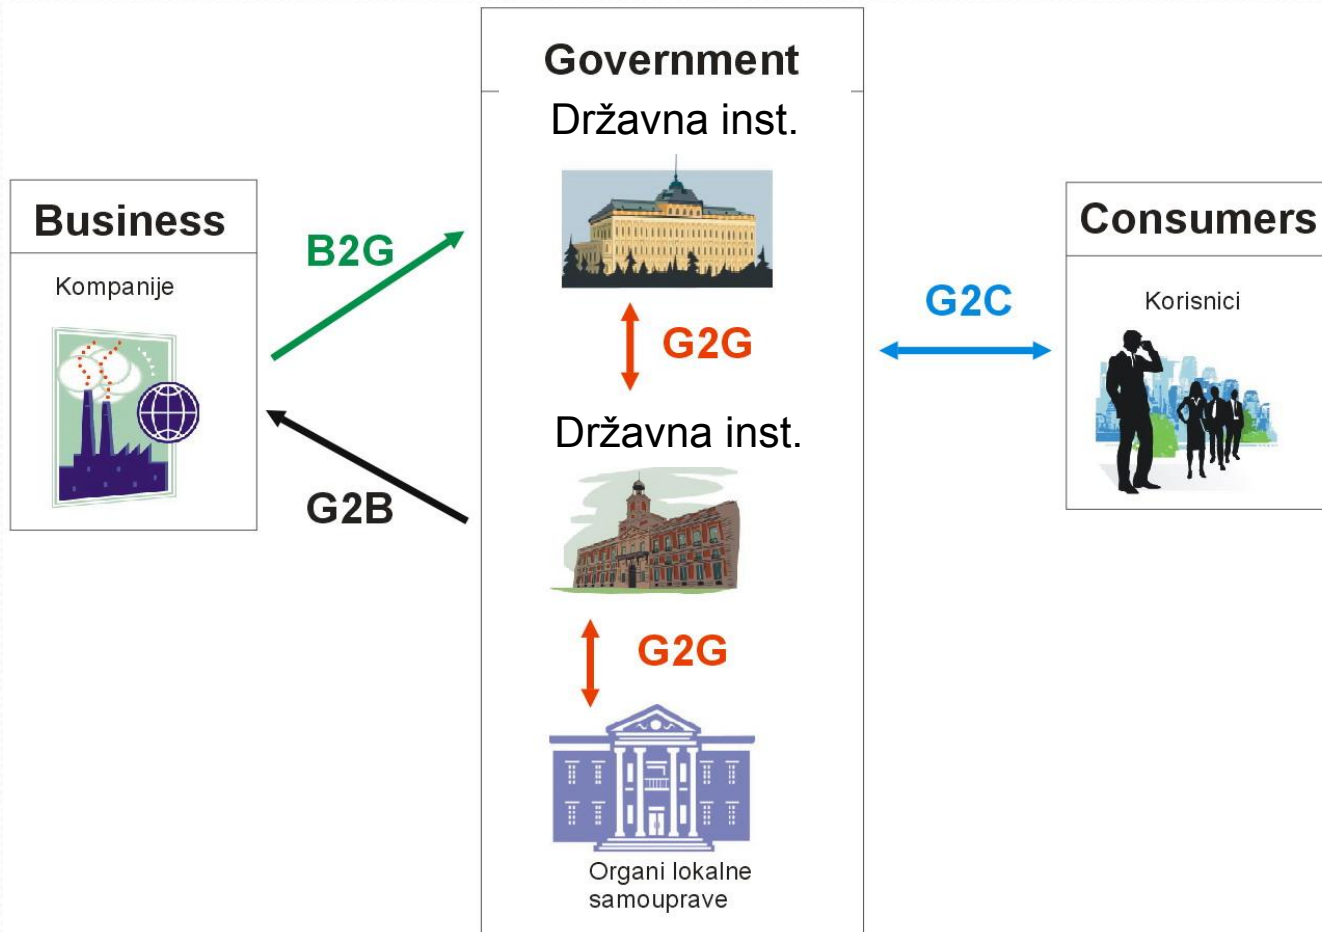 Government
Državna inst.
Business
Consumers
B2G
Kompanije
G2C
Korisnici
G2G
Državna inst.
G2B
G2G
Organi lokalne
samouprave